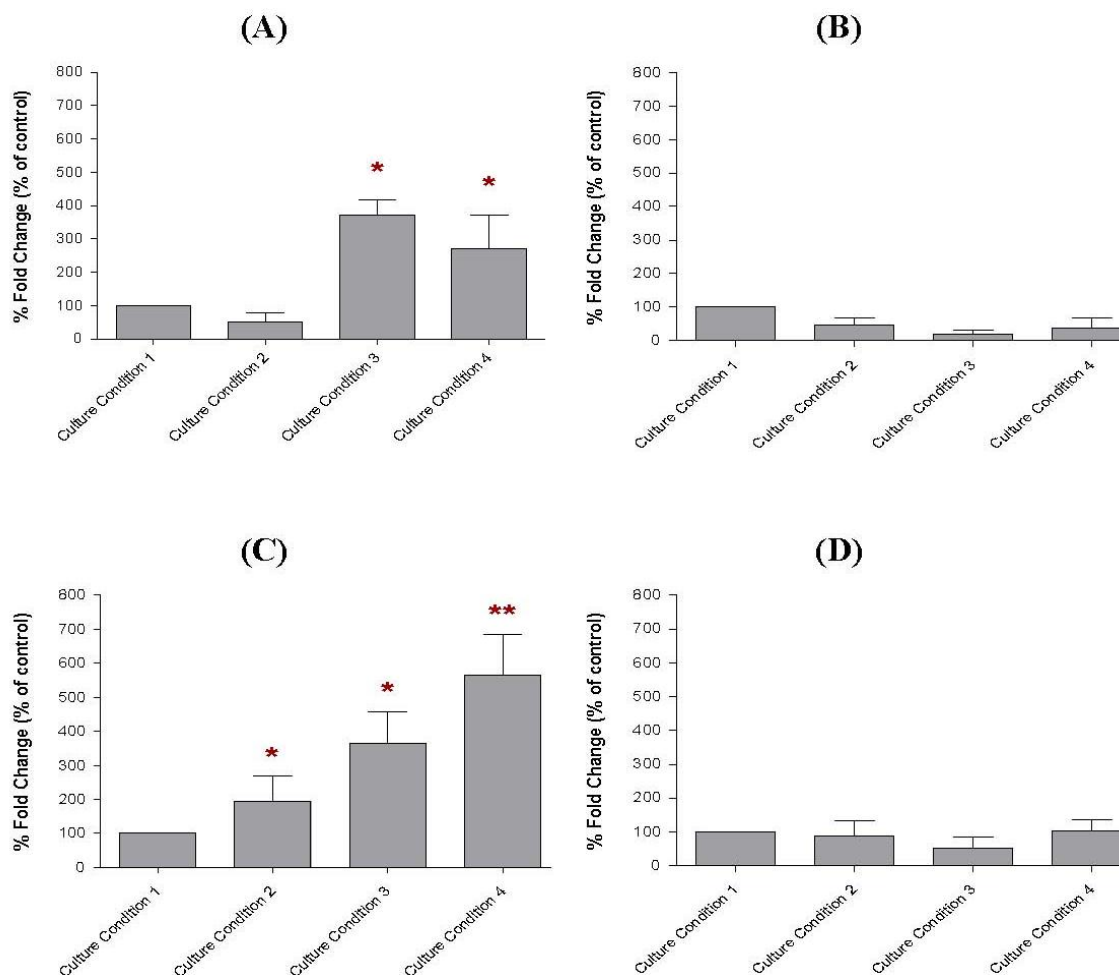 (A)
% Fold Change (% of control)
800
700
600
500
400
300
200
100
0
*
*
Culture Condition 1
Culture Condition 2
Culture Condition 3
Culture Condition 4
(B)
% Fold Change (% of control)
800
700
600
500
400
300
200
100
0
Culture Condition 1
Culture Condition 2
Culture Condition 3
Culture Condition 4
(C)
% Fold Change (% of control)
800
700
600
500
400
300
200
100
0
*
*
**
Culture Condition 1
Culture Condition 2
Culture Condition 3
Culture Condition 4
(D)
% Fold Change (% of control)
800
700
600
500
400
300
200
100
0
Culture Condition 1
Culture Condition 2
Culture Condition 3
Culture Condition 4